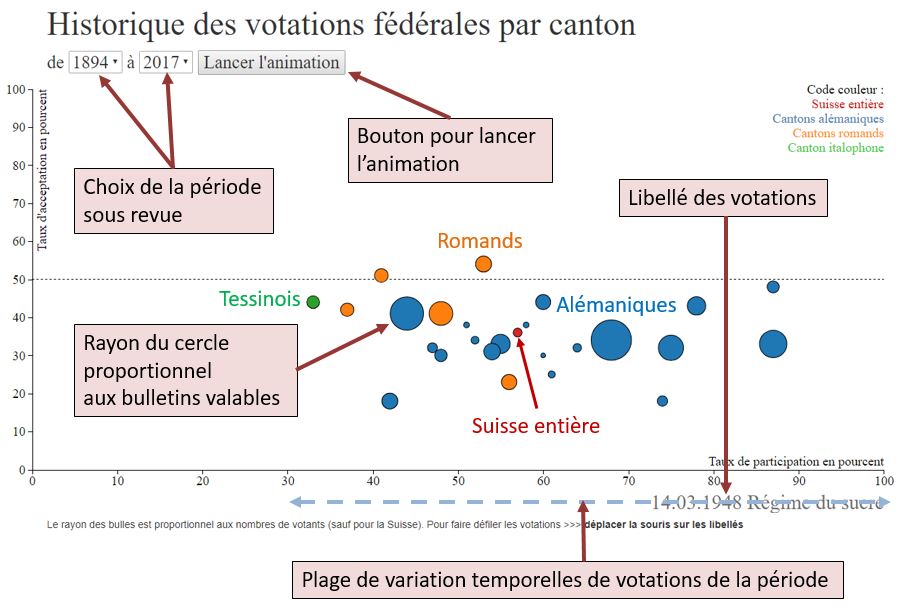 Historique des votations fédérales par canton
de 1894 à 2017 Lancer l'animation
100
90
80
70
60
50
40
30
20
10
0
Taux d'acceptation en pourcent
Code couleur :
Suisse entière
Cantons alémaniques
Cantons romands
Canton italophone
Bouton pour lancer
l'animation
Choix de la période
sous revue
Libellé des votations
Romands
Tessinois
Alémaniques
Rayon du cercle
proportionnel
aux bulletins valables
Suisse entière
Taux de participation en pourcent
0 10 20 30 40 50 60 70 80 90 100
14.03.1948 Régime du sucre
Le rayon des bulles est proportionnel aux nombres de votants (sauf pour la Suisse). Pour faire défiler les votations >>> déplacer la souris sur les libellés
Plage de variation temporelles de votations de la période